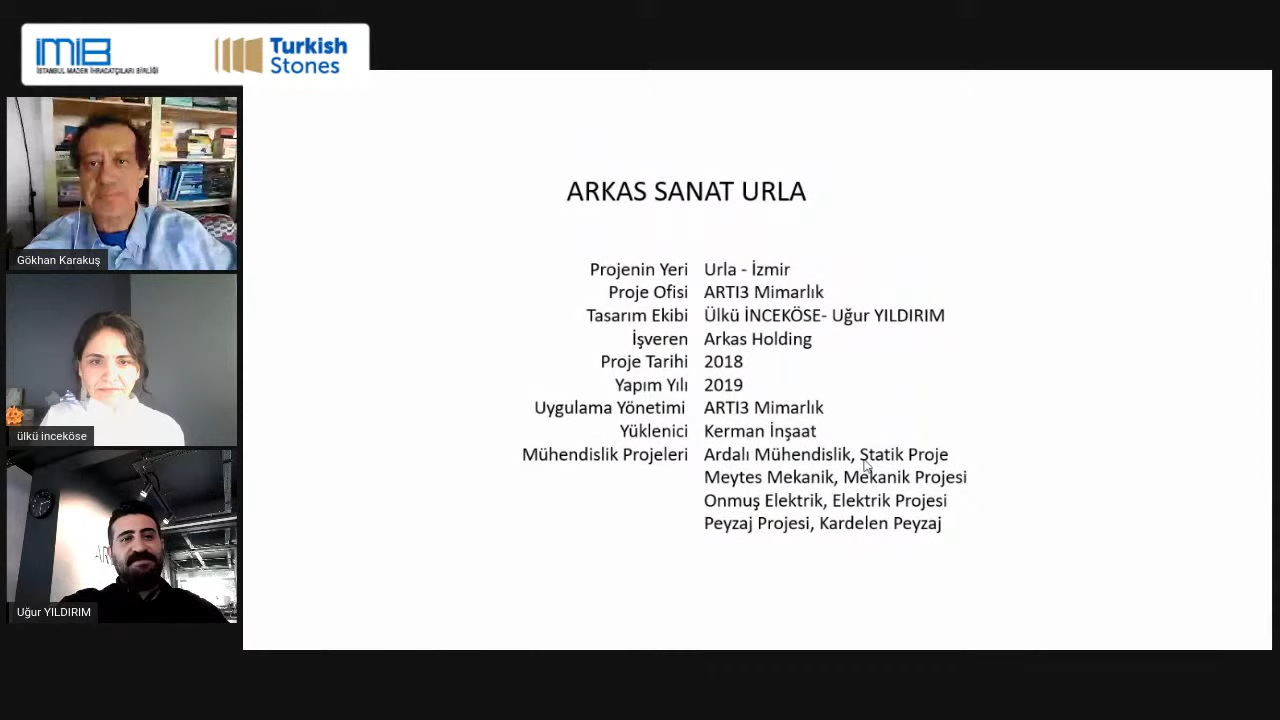 İMİB
İSTANBUL MADEN İHRACATÇILARI BİRLİĞİ
Turkish
Stones
Gökhan Karakuş
ülkü inceköse
Uğur YILDIRIM
ARKAS SANAT URLA
Projenin Yeri Urla - İzmir
Proje Ofisi ARTI3 Mimarlık
Tasarım Ekibi Ülkü İNCEKÖSE- Uğur YILDIRIM
İşveren Arkas Holding
Proje Tarihi 2018
Yapım Yılı 2019
Uygulama Yönetimi ARTI3 Mimarlık
Yüklenici Kerman İnşaat
Mühendislik Projeleri Ardalı Mühendislik, Statik Proje
Meytes Mekanik, Mekanik Projesi
Onmuş Elektrik, Elektrik Projesi
Peyzaj Projesi, Kardelen Peyzaj